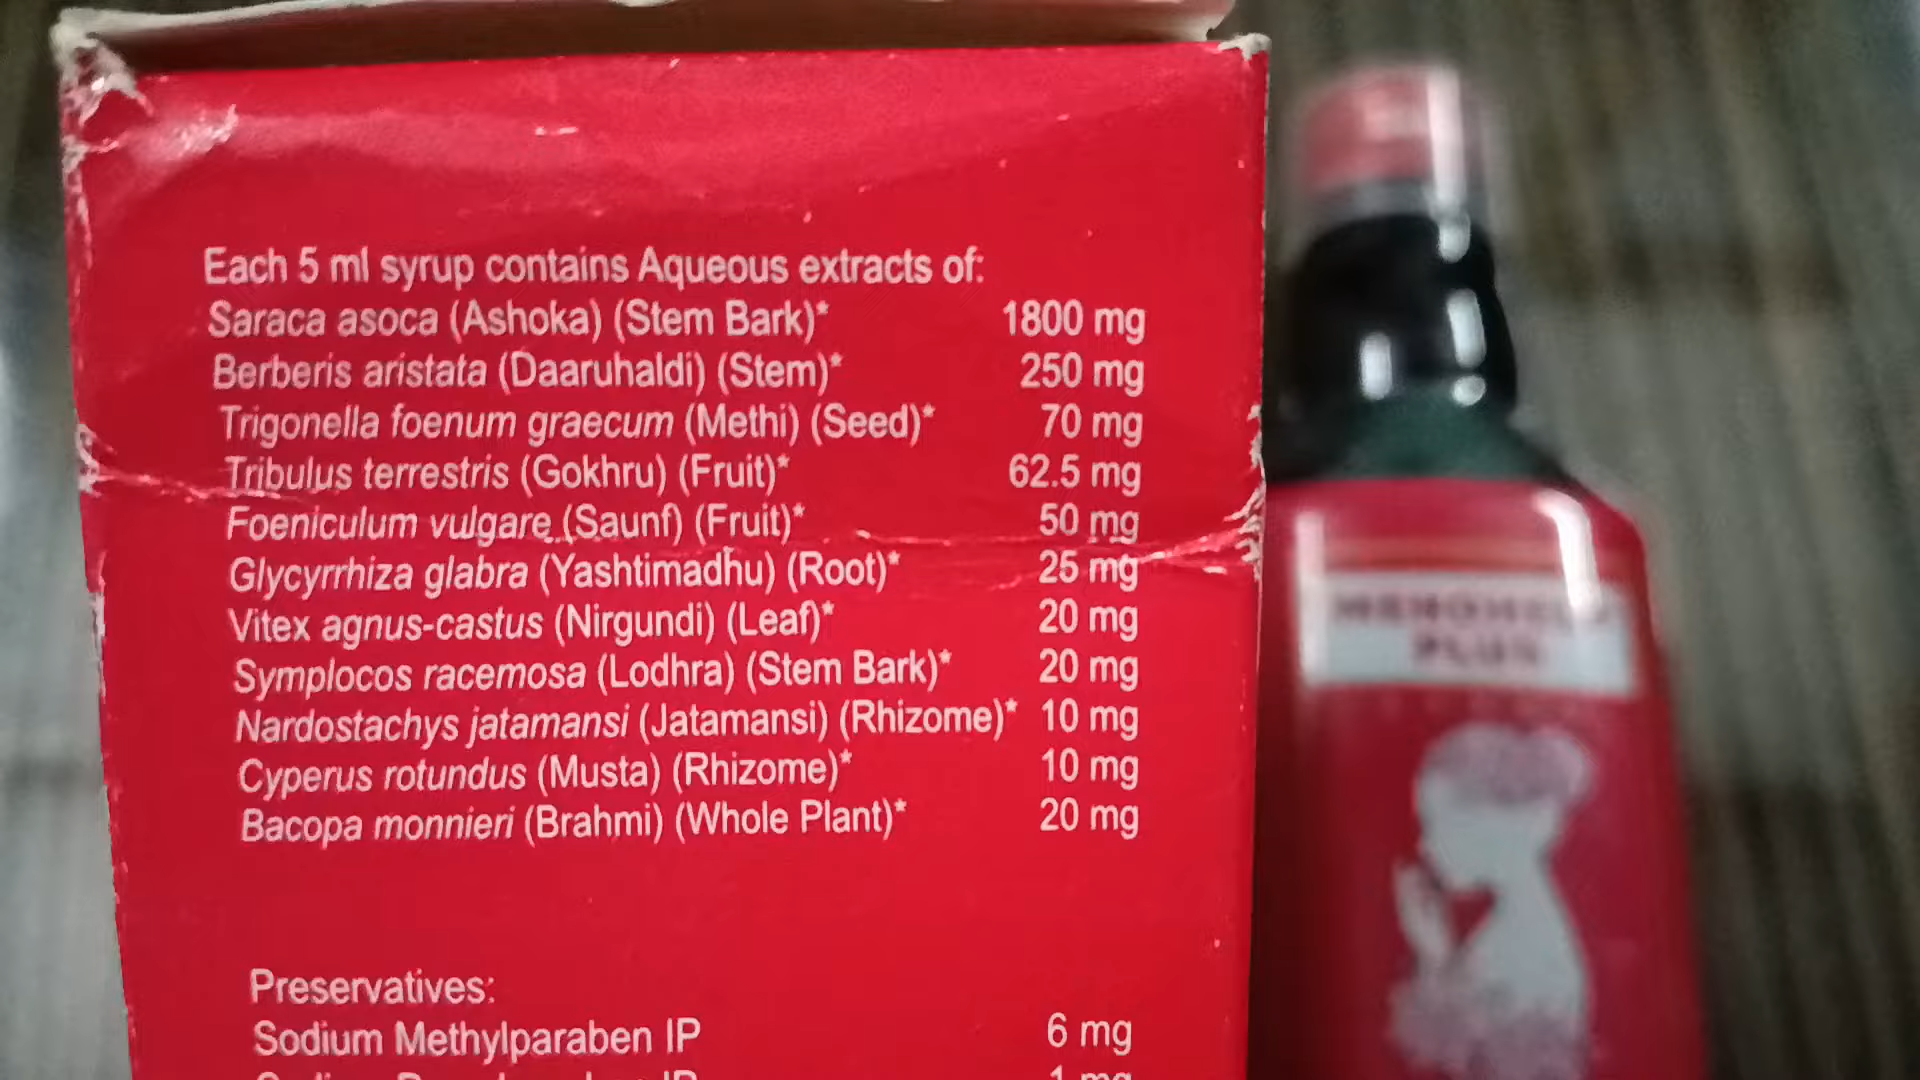 Each 5 ml syrup contains Aqueous extracts of:
Saraca asoca (Ashoka) (Stem Bark)* 1800 mg
Berberis aristata (Daaruhaldi) (Stem)* 250 mg
Trigonella foenum graecum (Methi) (Seed)* 70 mg
Tribulus terrestris (Gokhru) (Fruit)* 62.5 mg
Foeniculum vulgare (Saunf) (Fruit)* 50 mg
Glycyrrhiza glabra (Yashtimadhu) (Root)* 25 mg
Vitex agnus-castus (Nirgundi) (Leaf)* 20 mg
Symplocos racemosa (Lodhra) (Stem Bark)* 20 mg
Nardostachys jatamansi (Jatamansi) (Rhizome)* 10 mg
Cyperus rotundus (Musta) (Rhizome)* 10 mg
Bacopa monnieri (Brahmi) (Whole Plant)* 20 mg
Preservatives:
Sodium Methylparaben IP 6 mg
IP 1 mg
PLUS